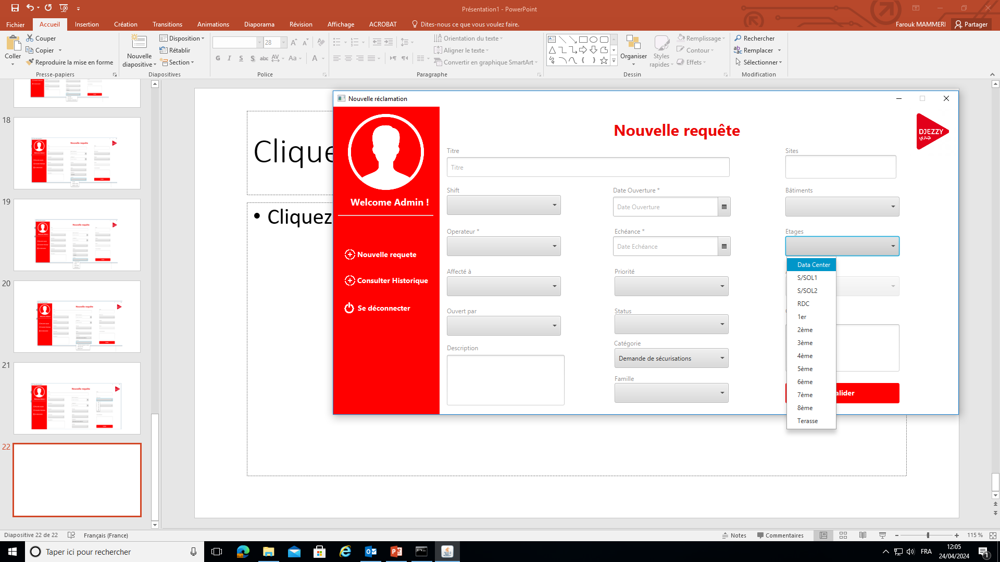 Présentation1 - PowerPoint
Fichier Accueil Insertion Création Transitions Animations Diaporama Révision Affichage ACROBAT Dites-nous ce que vous voulez faire. Farouk MAMMERI Partager
Coller
Couper
Copier
Reproduire la mise en forme
Presse-papiers
Nouvelle diapositive
Disposition
Rétablir
Section
Diapositives
28
G I S S abc AV Aa A
Police
Orientation du texte
Aligner le texte
Convertir en graphique SmartArt
Paragraphe
Organiser
Styles rapides
Remplissage
Contour
Effets
Dessin
Rechercher
Remplacer
Sélectionner
Modification
18
19
20
21
22
Clique
• Cliquez
Nouvelle réclamation
Welcome Admin !
Nouvelle requete
Consulter Historique
Se déconnecter
Nouvelle requête
DJEZZY
جازي
Titre
Titre
Sites
Shift
Date Ouverture *
Date Ouverture
Bâtiments
Operateur *
Echéance *
Date Echéance
Etages
Affecté à
Priorité
Ouvert par
Status
Description
Catégorie
Demande de sécurisations
Famille
Data Center
S/SOL1
S/SOL2
RDC
1er
2ème
3ème
4ème
5ème
6ème
7ème
8ème
Terasse
alider
Diapositive 22 de 22 Français (France) Notes Commentaires 115 %
Taper ici pour rechercher
FRA
12:05
24/04/2024
1